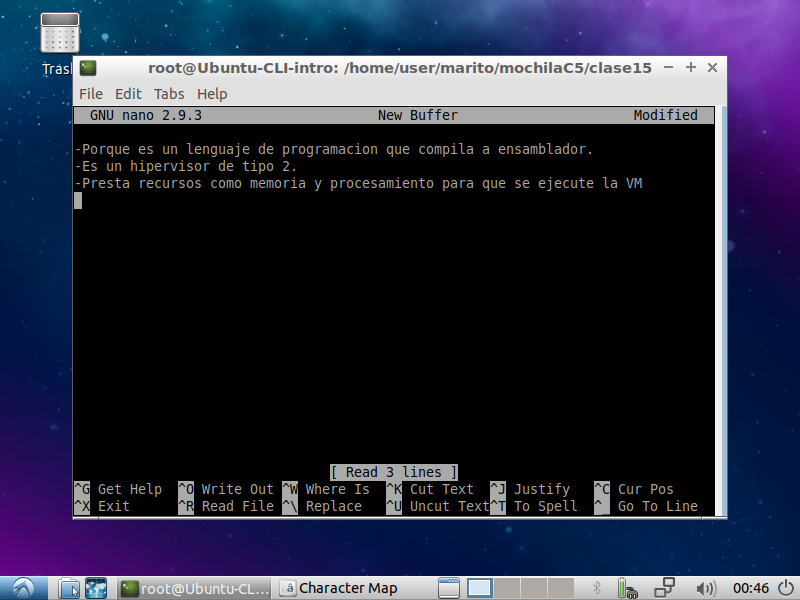 Trash
root@Ubuntu-CLI-intro: /home/user/marito/mochilaC5/clase15
File Edit Tabs Help
GNU nano 2.9.3 New Buffer Modified
-Porque es un lenguaje de programacion que compila a ensamblador.
-Es un hipervisor de tipo 2.
-Presta recursos como memoria y procesamiento para que se ejecute la VM
[ Read 3 lines ]
^G Get Help ^O Write Out ^W Where Is ^K Cut Text ^J Justify ^C Cur Pos
^X Exit ^R Read File ^\ Replace ^U Uncut Text ^T To Spell ^_ Go To Line
root@Ubuntu-CL... á Character Map 00:46